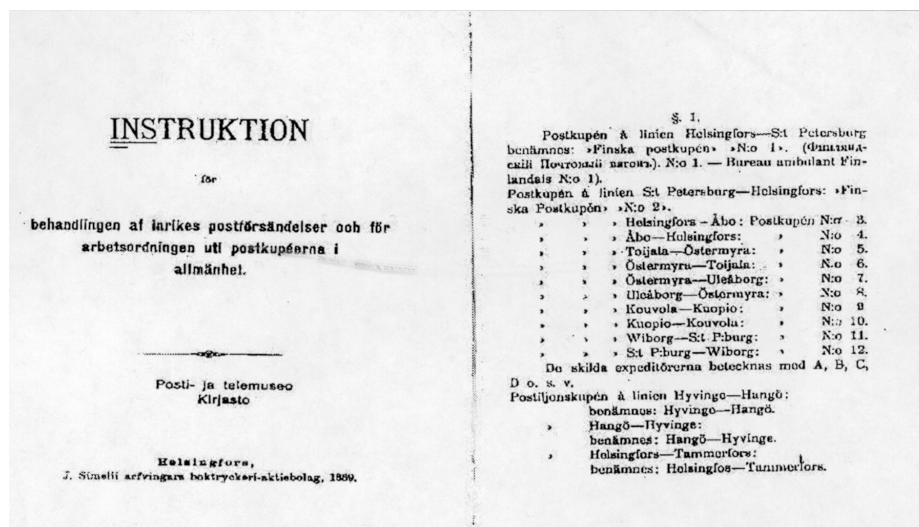 INSTRUKTION
för
behandlingen af inrikes postförsändelser och för
arbetsordningen uti postkupéerna i
allmänhet.
Posti- ja telemuseo
Kirjasto
Helsingfors,
J. Simelii arfvingars boktryckeri-aktiebolag, 1889.
§. 1.
Postkupén å linien Helsingfors—S:t Petersburg
benämnes: »Finska postkupén» »N:o 1». (Финлянд-
скій Почтовый вагонъ.). N:o 1. — Bureau ambulant Fin-
landais N:o 1).
Postkupén å linien S:t Petersburg—Helsingfors: »Fin-
ska Postkupén» »N:o 2».
» » » Helsingfors—Åbo: Postkupén N:o 3.
» » » Åbo—Helsingfors: » N:o 4.
» » » Toijala—Östermyra: » N:o 5.
» » » Östermyra—Toijala: » N:o 6.
» » » Östermyra—Uleåborg: » N:o 7.
» » » Uleåborg—Östermyra: » N:o 8.
» » » Kouvola—Kuopio: » N:o 9
» » » Kuopio—Kouvola: » N:o 10.
» » » Wiborg—S:t P:burg: » N:o 11.
» » » S:t P:burg—Wiborg: » N:o 12.
De skilda expeditörerna betecknas med A, B, C,
D o. s. v.
Postiljonskupén å linien Hyvinge—Hangö:
benämnes: Hyvinge—Hangö.
» Hangö—Hyvinge:
benämnes: Hangö—Hyvinge.
» Helsingfors—Tammerfors:
benämnes: Helsingfos—Tammerfors.